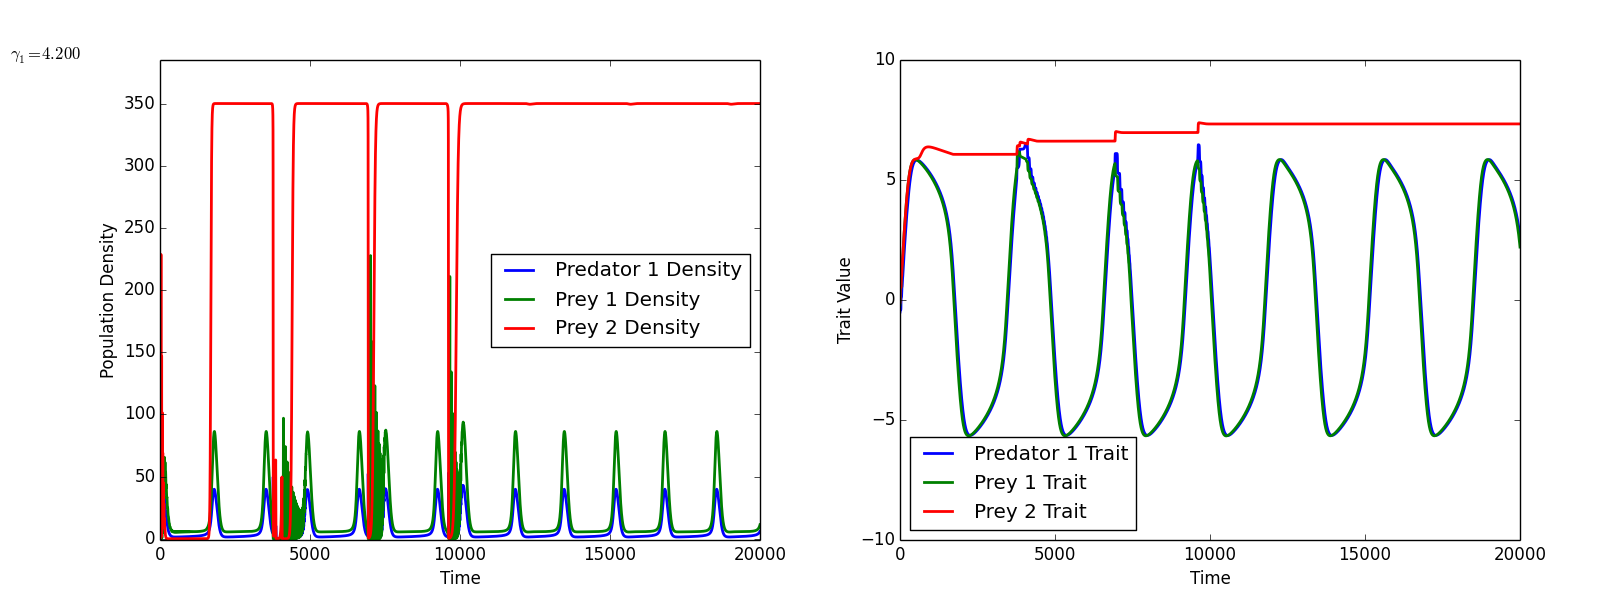 γ₁=4.200
350
300
250
200
150
100
50
0
Population Density
Predator 1 Density
Prey 1 Density
Prey 2 Density
0
5000
10000
15000
20000
Time
10
5
0
−5
−10
Trait Value
Predator 1 Trait
Prey 1 Trait
Prey 2 Trait
0
5000
10000
15000
20000
Time